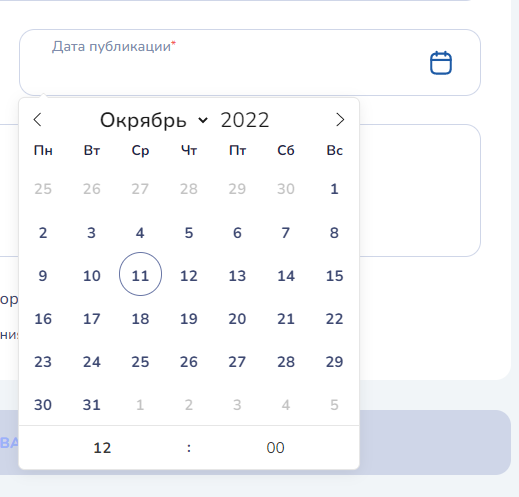 Дата публикации*
Окрябрь 2022
Пн Вт Ср Чт Пт Сб Вс
25 26 27 28 29 30 1
2 3 4 5 6 7 8
9 10 11 12 13 14 15
ор
16 17 18 19 20 21 22
ния
23 24 25 26 27 28 29
30 31 1 2 3 4 5
ВА
12 : 00